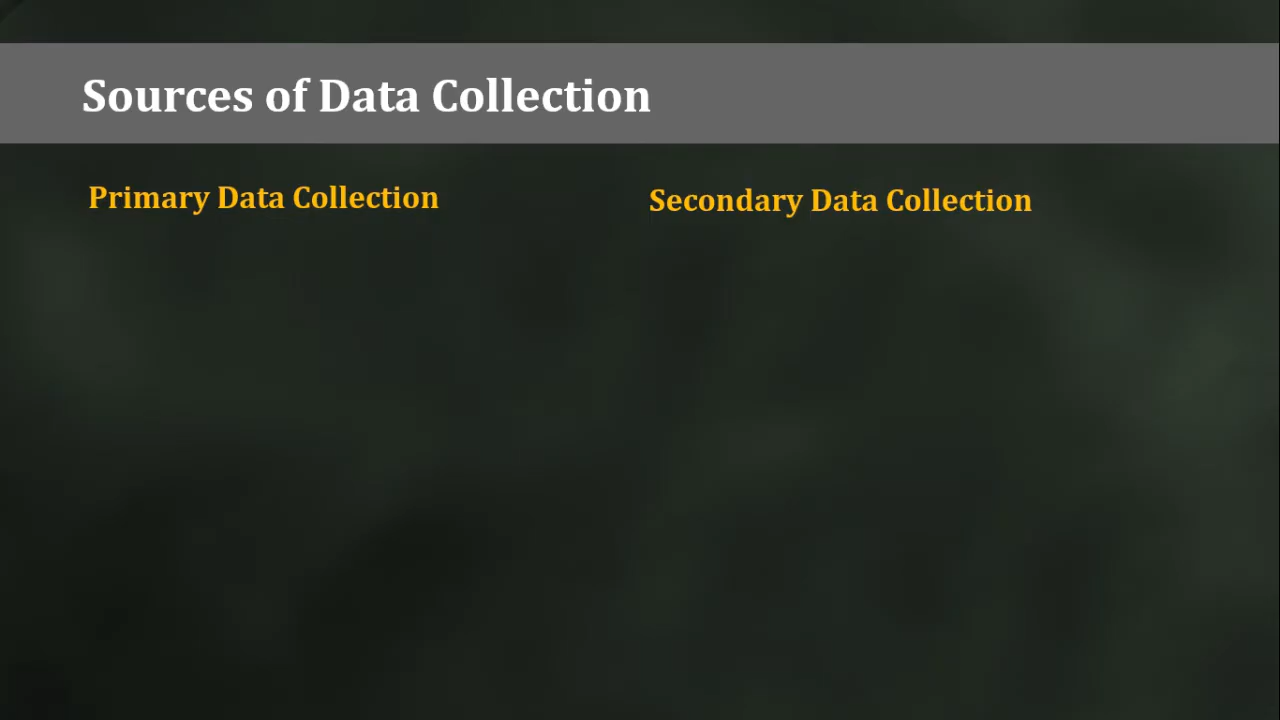 Sources of Data Collection
Primary Data Collection
Secondary Data Collection